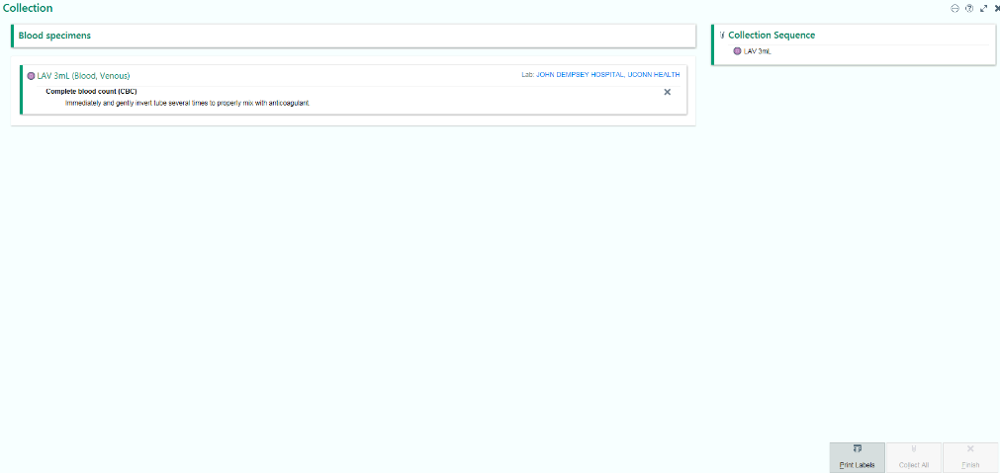 Collection
Blood specimens
Collection Sequence
LAV 3mL
LAV 3mL (Blood, Venous)
Lab: JOHN DEMPSEY HOSPITAL, UCONN HEALTH
Complete blood count (CBC)
Immediately and gently invert tube several times to properly mix with anticoagulant.
Print Labels
Collect All
Finish